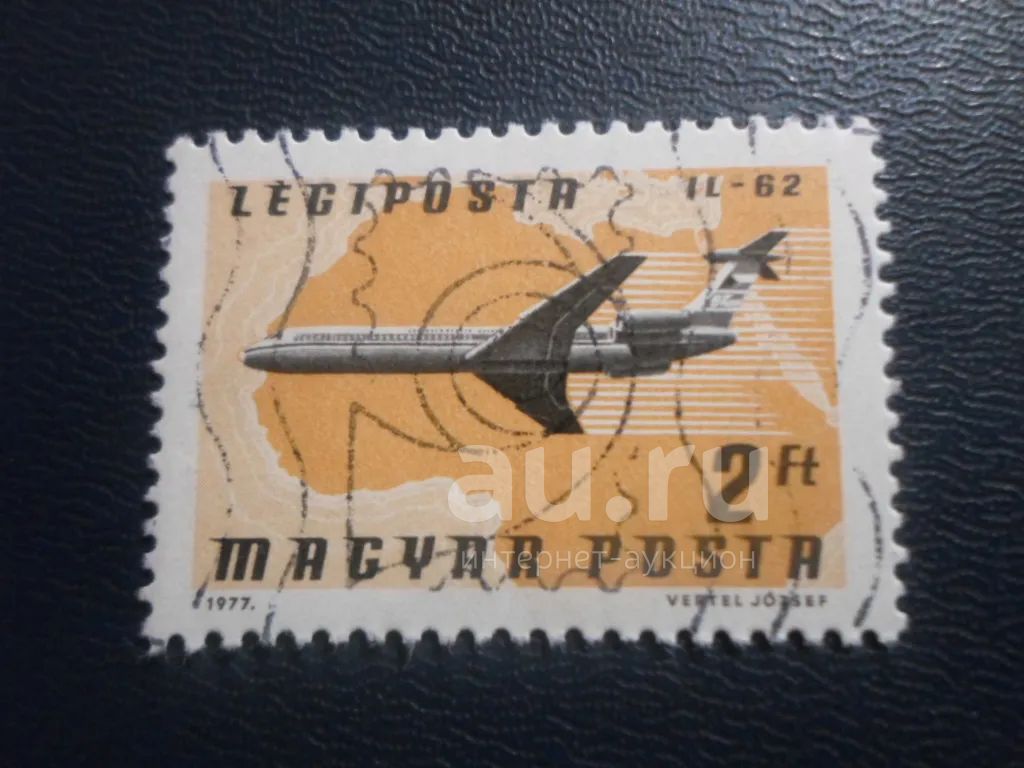 LÉGIPOSTA IL-62
2 Ft
au.ru
интернет-аукцион
MAGYAR POSTA
1977. VERTEL JÓZSEF